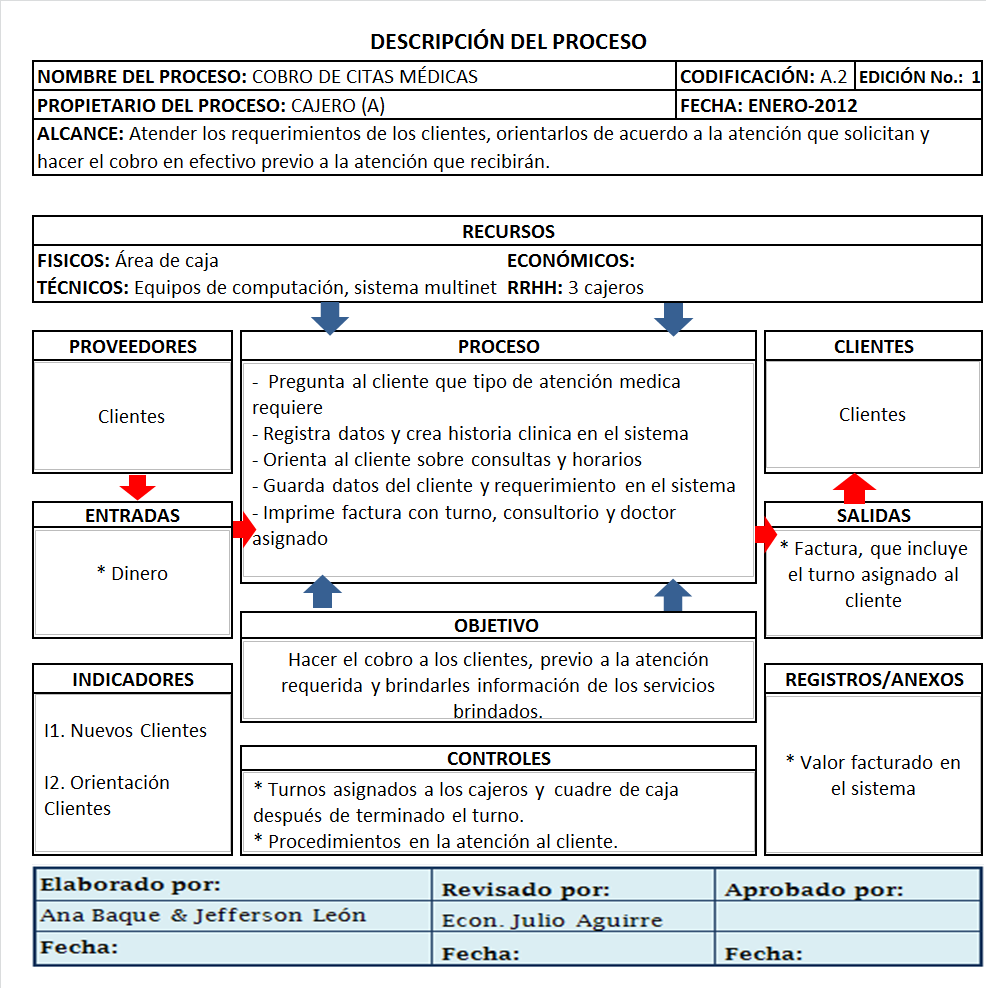 DESCRIPCIÓN DEL PROCESO
NOMBRE DEL PROCESO: COBRO DE CITAS MÉDICAS
CODIFICACIÓN: A.2
EDICIÓN No.: 1
PROPIETARIO DEL PROCESO: CAJERO (A)
FECHA: ENERO-2012
ALCANCE: Atender los requerimientos de los clientes, orientarlos de acuerdo a la atención que solicitan y
hacer el cobro en efectivo previo a la atención que recibirán.
RECURSOS
FISICOS: Área de caja
ECONÓMICOS:
TÉCNICOS: Equipos de computación, sistema multinet
RRHH: 3 cajeros
PROVEEDORES
Clientes
ENTRADAS
* Dinero
PROCESO
- Pregunta al cliente que tipo de atención medica
requiere
- Registra datos y crea historia clinica en el sistema
- Orienta al cliente sobre consultas y horarios
- Guarda datos del cliente y requerimiento en el sistema
- Imprime factura con turno, consultorio y doctor
asignado
CLIENTES
Clientes
SALIDAS
* Factura, que incluye
el turno asignado al
cliente
OBJETIVO
Hacer el cobro a los clientes, previo a la atención
requerida y brindarles información de los servicios
brindados.
INDICADORES
I1. Nuevos Clientes
I2. Orientación
Clientes
CONTROLES
* Turnos asignados a los cajeros y cuadre de caja
después de terminado el turno.
* Procedimientos en la atención al cliente.
REGISTROS/ANEXOS
* Valor facturado en
el sistema
Elaborado por:
Revisado por:
Aprobado por:
Ana Baque & Jefferson León
Econ. Julio Aguirre
Fecha:
Fecha:
Fecha: